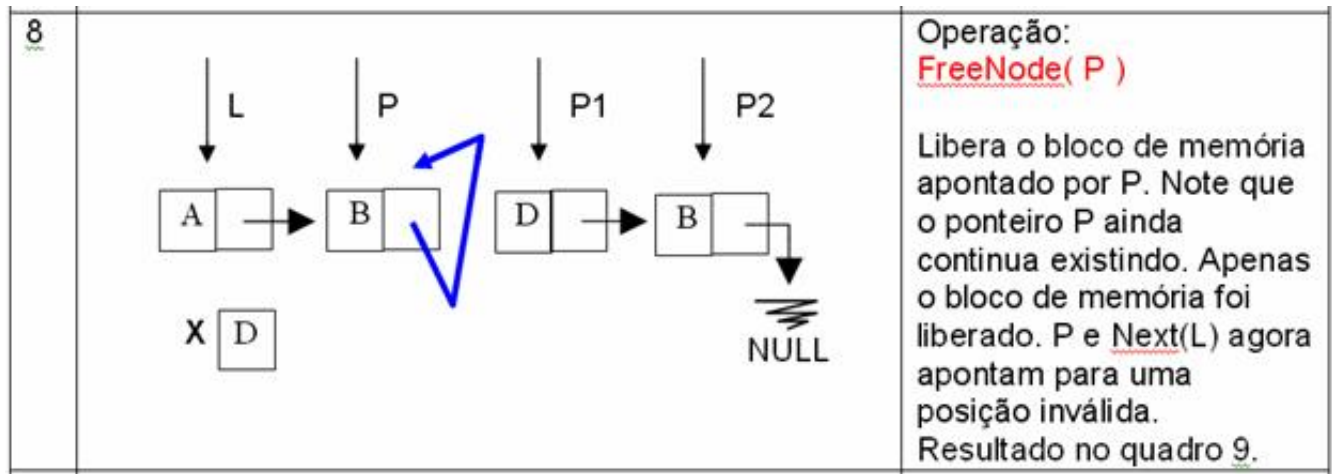 8
Operação:
FreeNode( P )
L P P1 P2
Libera o bloco de memória
apontado por P. Note que
o ponteiro P ainda
continua existindo. Apenas
o bloco de memória foi
liberado. P e Next(L) agora
apontam para uma
posição inválida.
Resultado no quadro 9.
A B D B
X D
NULL